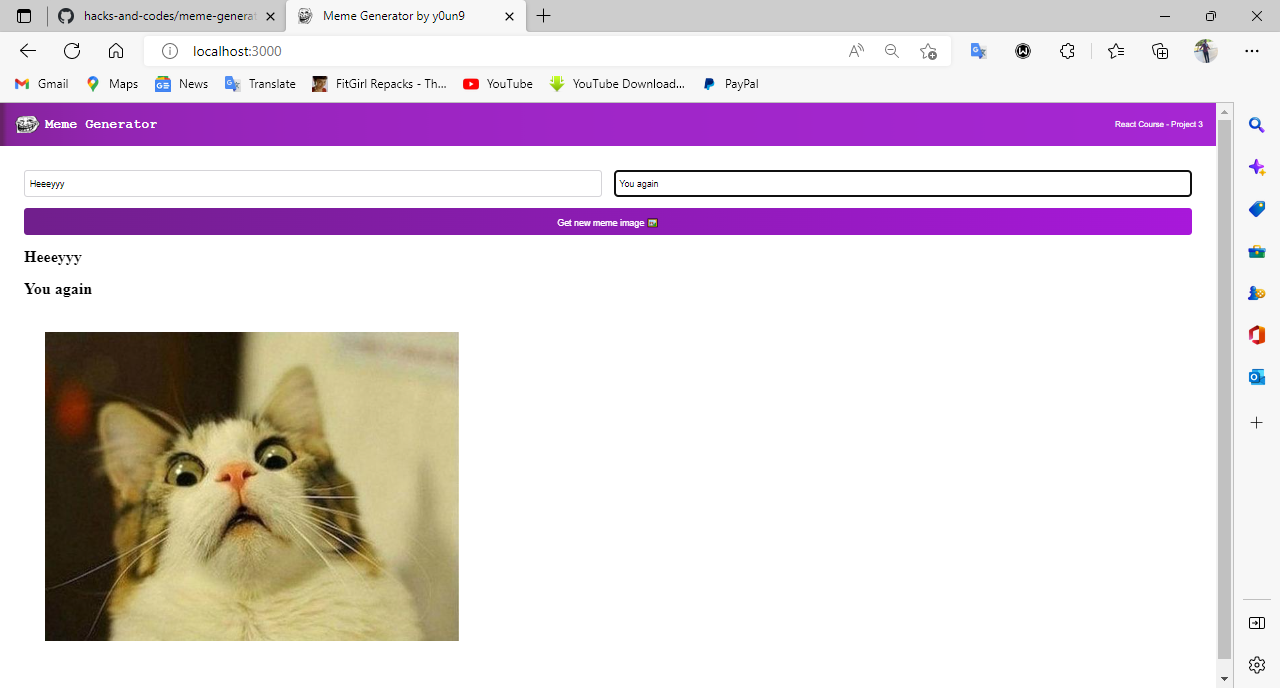 hacks-and-codes/meme-generat
Meme Generator by y0un9
localhost:3000
Gmail
Maps
News
Translate
FitGirl Repacks - Th...
YouTube
YouTube Download...
PayPal
Meme Generator
React Course - Project 3
Heeeyyy
You again
Get new meme image
Heeeyyy
You again